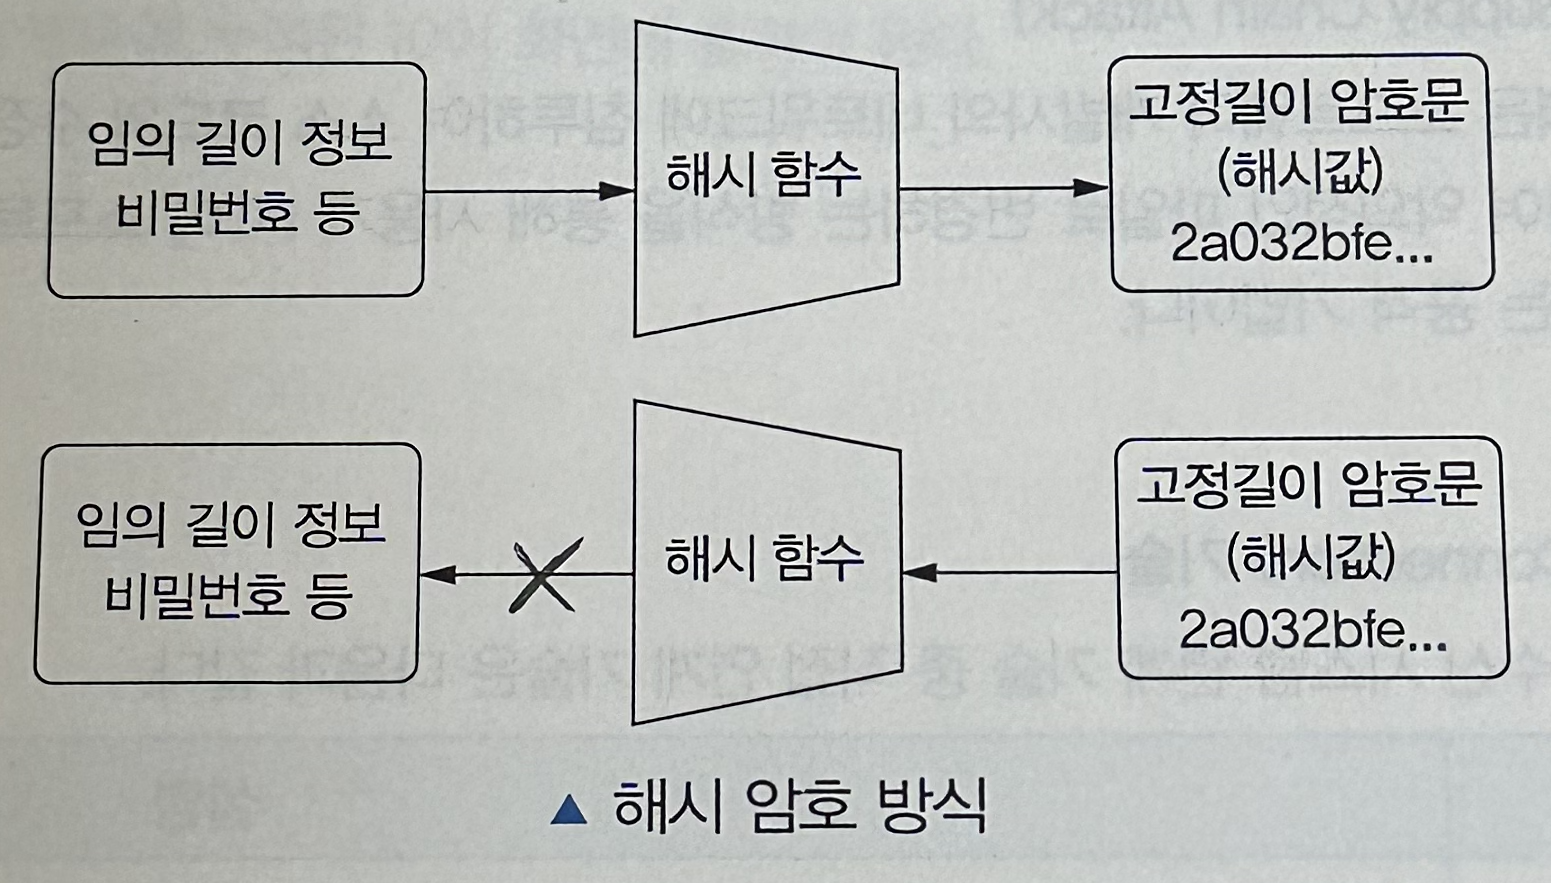 임의 길이 정보
비밀번호 등
해시 함수
고정길이 암호문
(해시값)
2a032bfe...
임의 길이 정보
비밀번호 등
해시 함수
고정길이 암호문
(해시값)
2a032bfe...
▲ 해시 암호 방식